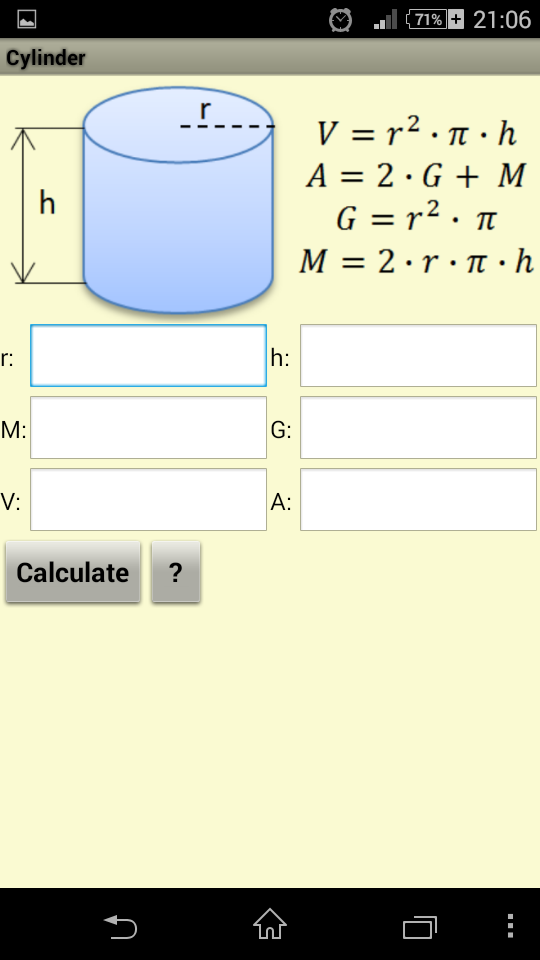 71% 21:06
Cylinder
r
h
V = r² · π · h
A = 2 · G + M
G = r² · π
M = 2 · r · π · h
r: h:
M: G:
V: A:
Calculate ?